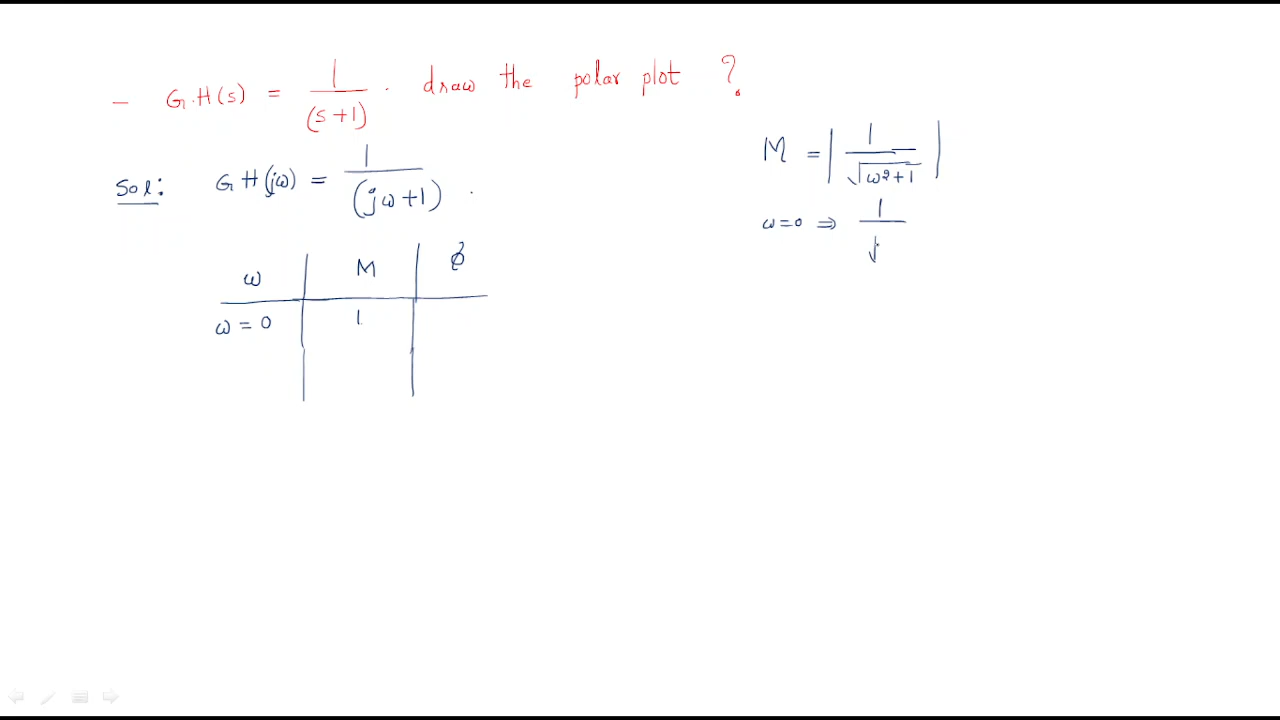 - G.H(s) = 1/(s+1) . draw the polar plot ?
Sol: GH(jω) = 1/(jω+1) .
M = |1/√(ω²+1)|
ω=0 ⇒ 1/√
ω | M | ϕ
ω = 0 | 1